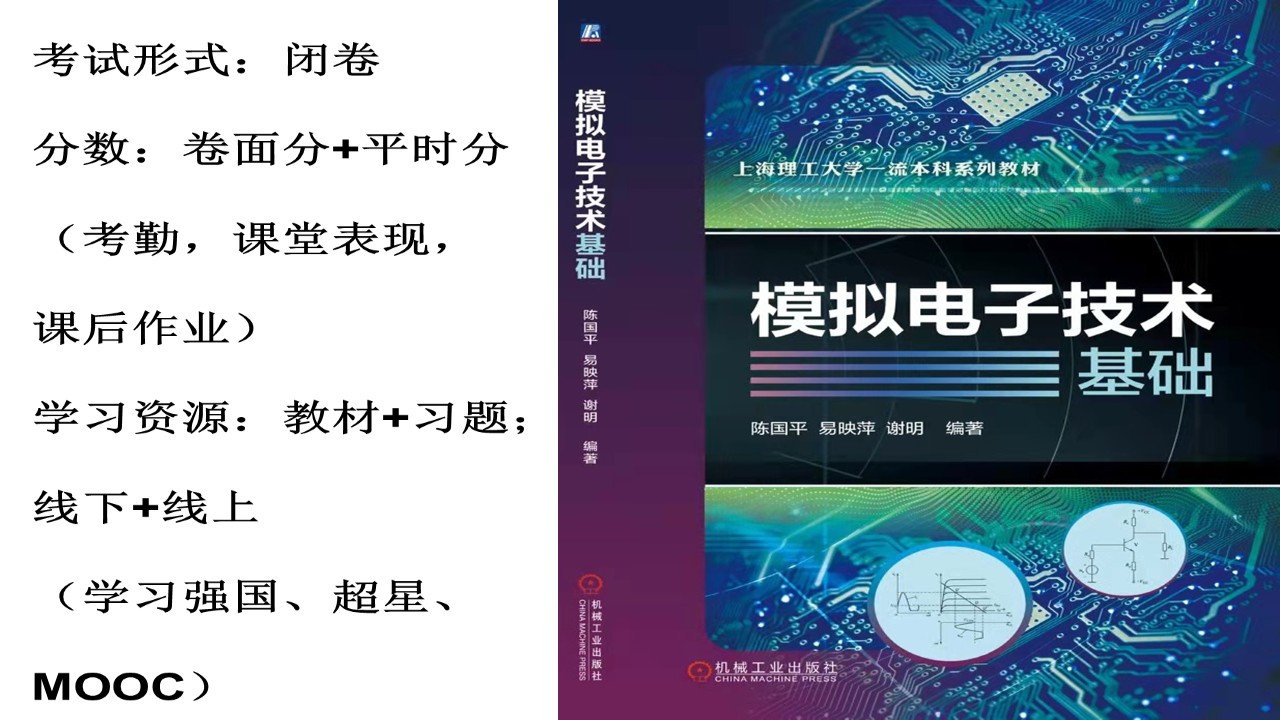 考试形式：闭卷
分数：卷面分+平时分
（考勤，课堂表现，
课后作业）
学习资源：教材+习题；
线下+线上
（学习强国、超星、
MOOC）
模拟电子技术基础
陈国平 易映萍 谢明 编著
机械工业出版社
CHINA MACHINE PRESS
上海理工大学一流本科系列教材
模拟电子技术
基础
陈国平 易映萍 谢明 编著
机械工业出版社
CHINA MACHINE PRESS